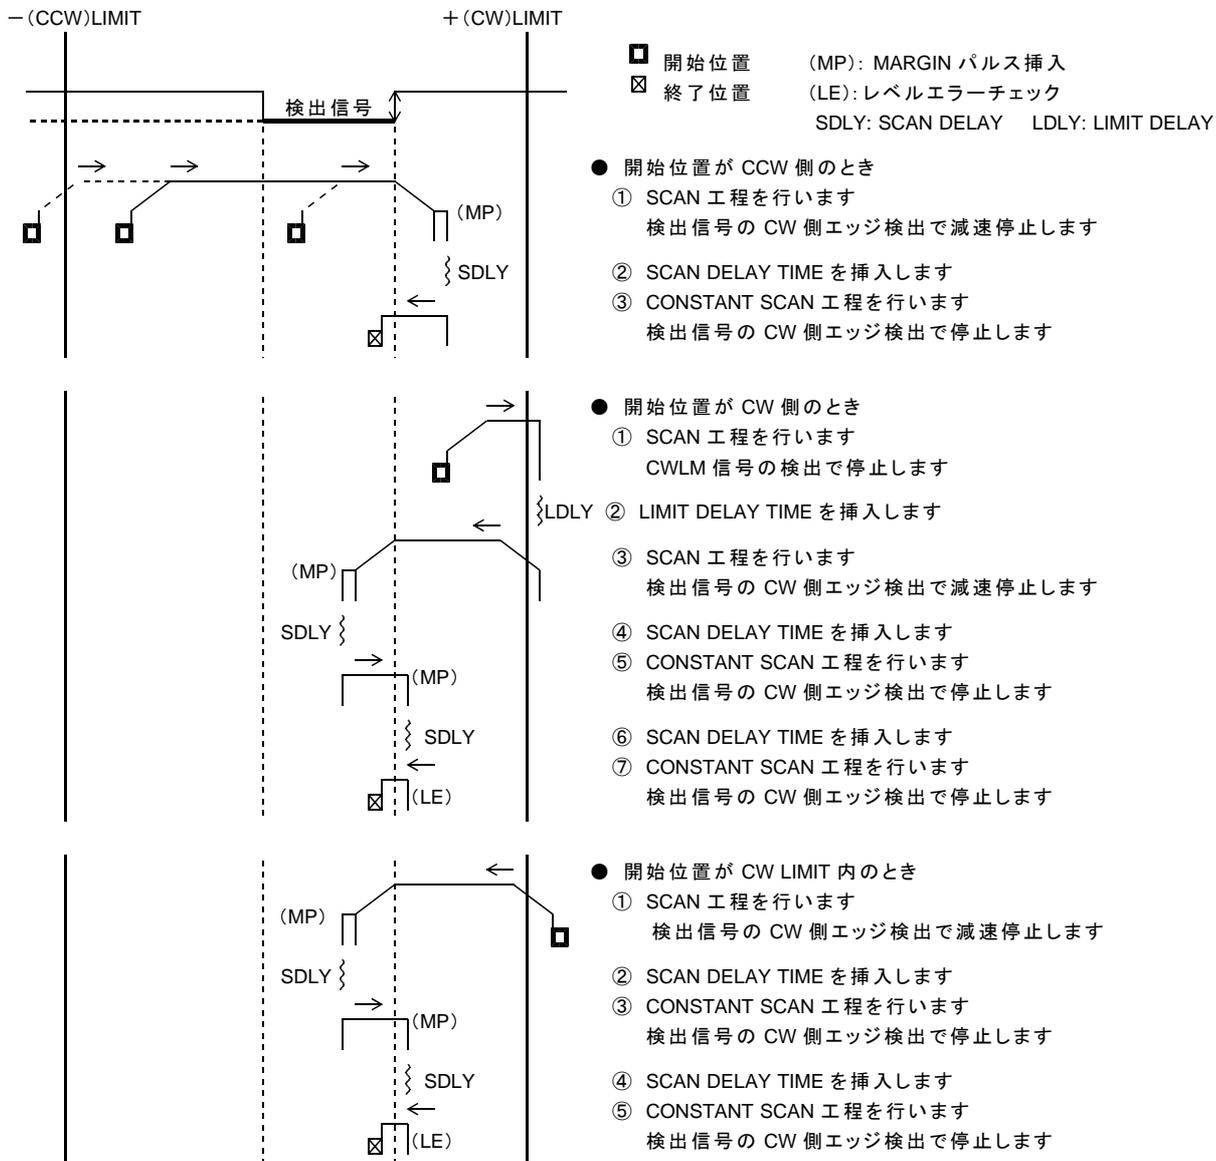 －(CCW)LIMIT
＋(CW)LIMIT
開始位置 (MP): MARGIN パルス挿入
終了位置 (LE):レベルエラーチェック
SDLY: SCAN DELAY LDLY: LIMIT DELAY
検出信号
● 開始位置が CCW 側のとき
① SCAN 工程を行います
検出信号の CW 側エッジ検出で減速停止します
(MP)
② SCAN DELAY TIME を挿入します
SDLY
③ CONSTANT SCAN 工程を行います
検出信号の CW 側エッジ検出で停止します
● 開始位置が CW 側のとき
① SCAN 工程を行います
CWLM 信号の検出で停止します
LDLY ② LIMIT DELAY TIME を挿入します
③ SCAN 工程を行います
(MP)
検出信号の CW 側エッジ検出で減速停止します
SDLY
④ SCAN DELAY TIME を挿入します
⑤ CONSTANT SCAN 工程を行います
(MP)
検出信号の CW 側エッジ検出で停止します
SDLY
⑥ SCAN DELAY TIME を挿入します
⑦ CONSTANT SCAN 工程を行います
(LE)
検出信号の CW 側エッジ検出で停止します
● 開始位置が CW LIMIT 内のとき
① SCAN 工程を行います
(MP)
検出信号の CW 側エッジ検出で減速停止します
SDLY
② SCAN DELAY TIME を挿入します
③ CONSTANT SCAN 工程を行います
(MP)
検出信号の CW 側エッジ検出で停止します
SDLY
④ SCAN DELAY TIME を挿入します
⑤ CONSTANT SCAN 工程を行います
(LE)
検出信号の CW 側エッジ検出で停止します